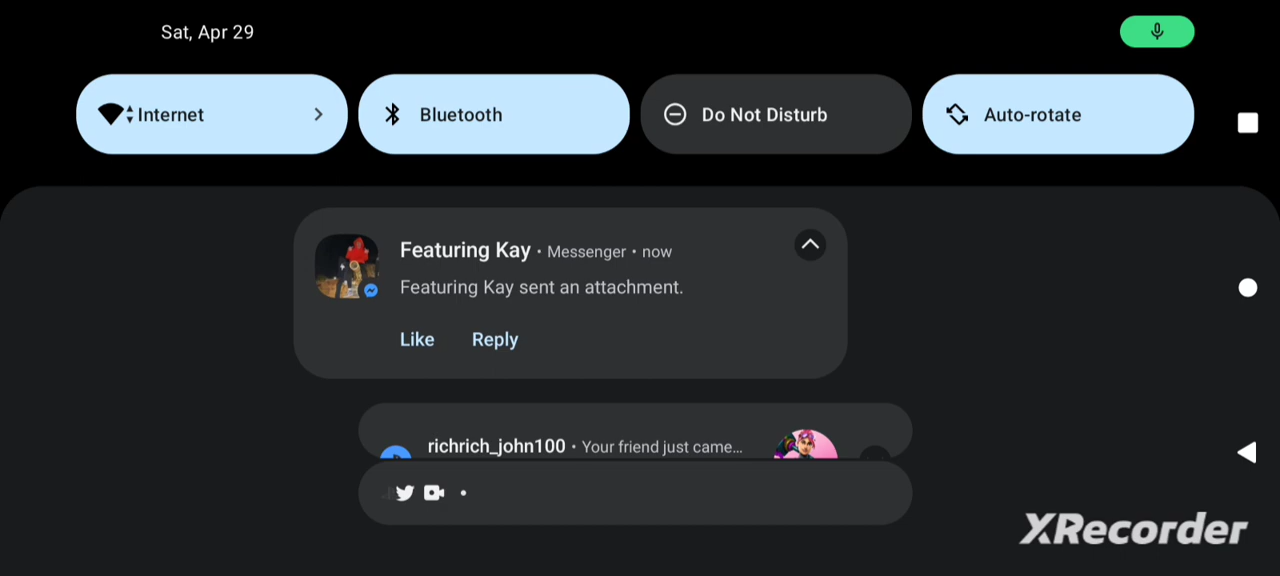 Sat, Apr 29
Internet
Bluetooth
Do Not Disturb
Auto-rotate
Featuring Kay • Messenger • now
Featuring Kay sent an attachment.
Like Reply
richrich_john100 • Your friend just came…
XRecorder